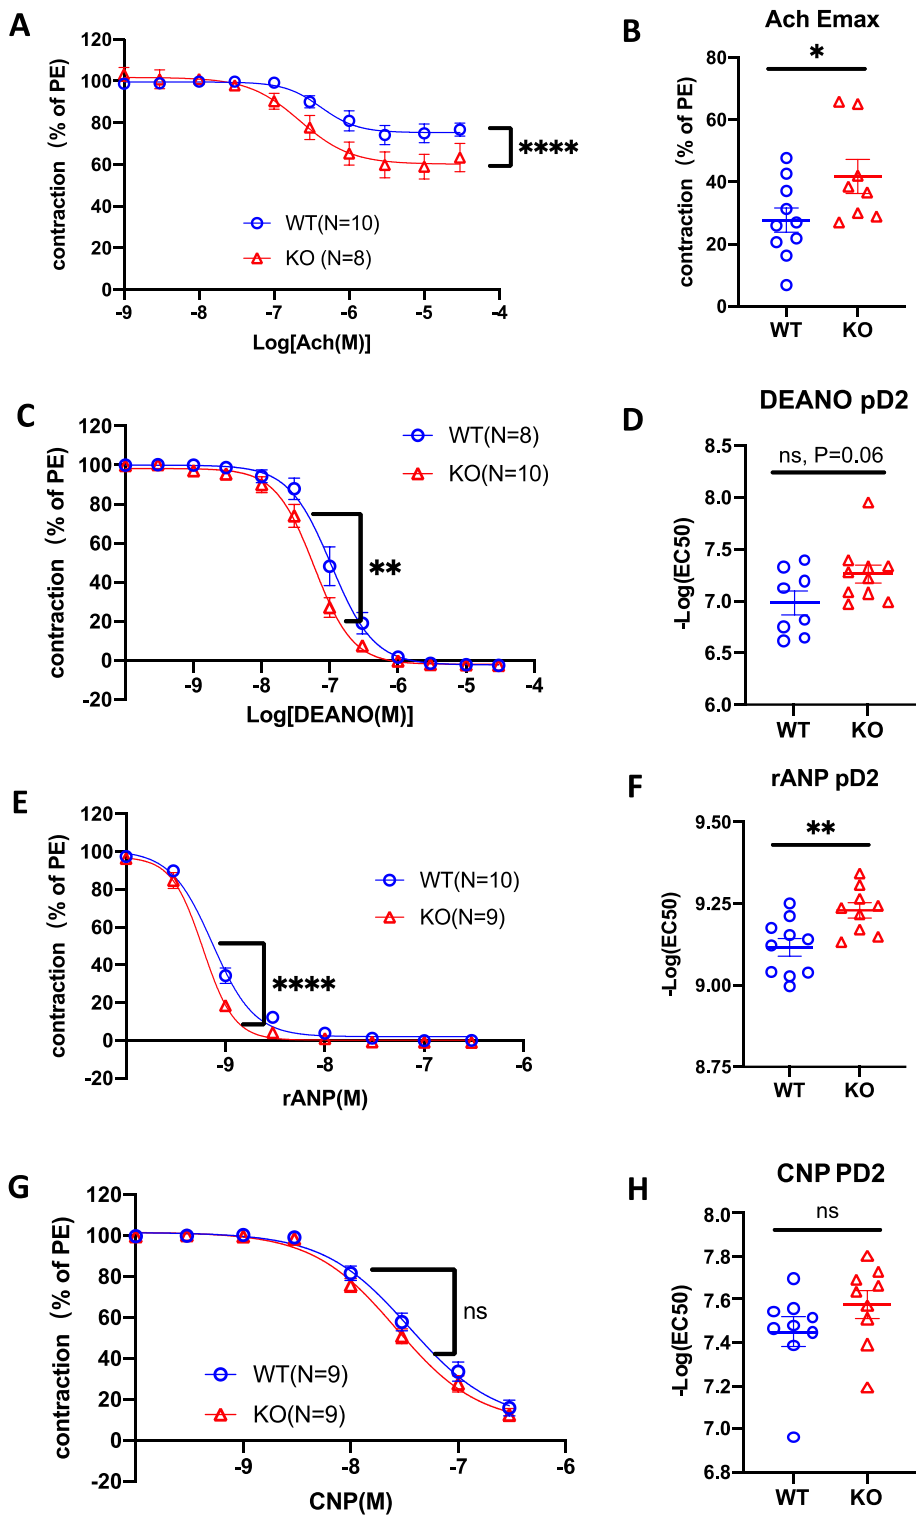 A
120
100
80
60
40
20
0
contraction (% of PE)
WT(N=10)
KO (N=8)
****
-9 -8 -7 -6 -5 -4
Log[Ach(M)]
B
Ach Emax
*
80
60
40
20
0
contraction (% of PE)
WT KO
C
120
100
80
60
40
20
0
-20
contraction (% of PE)
WT(N=8)
KO(N=10)
**
-9 -8 -7 -6 -5 -4
Log[DEANO(M)]
D
DEANO pD2
ns, P=0.06
8.5
8.0
7.5
7.0
6.5
6.0
-Log(EC50)
WT KO
E
120
100
80
60
40
20
0
-20
contraction (% of PE)
WT(N=10)
KO(N=9)
****
-9 -8 -7 -6
rANP(M)
F
rANP pD2
**
9.50
9.25
9.00
8.75
-Log(EC50)
WT KO
G
120
100
80
60
40
20
0
-20
contraction (% of PE)
ns
WT(N=9)
KO(N=9)
-9 -8 -7 -6
CNP(M)
H
CNP PD2
ns
8.0
7.8
7.6
7.4
7.2
7.0
6.8
-Log(EC50)
WT KO